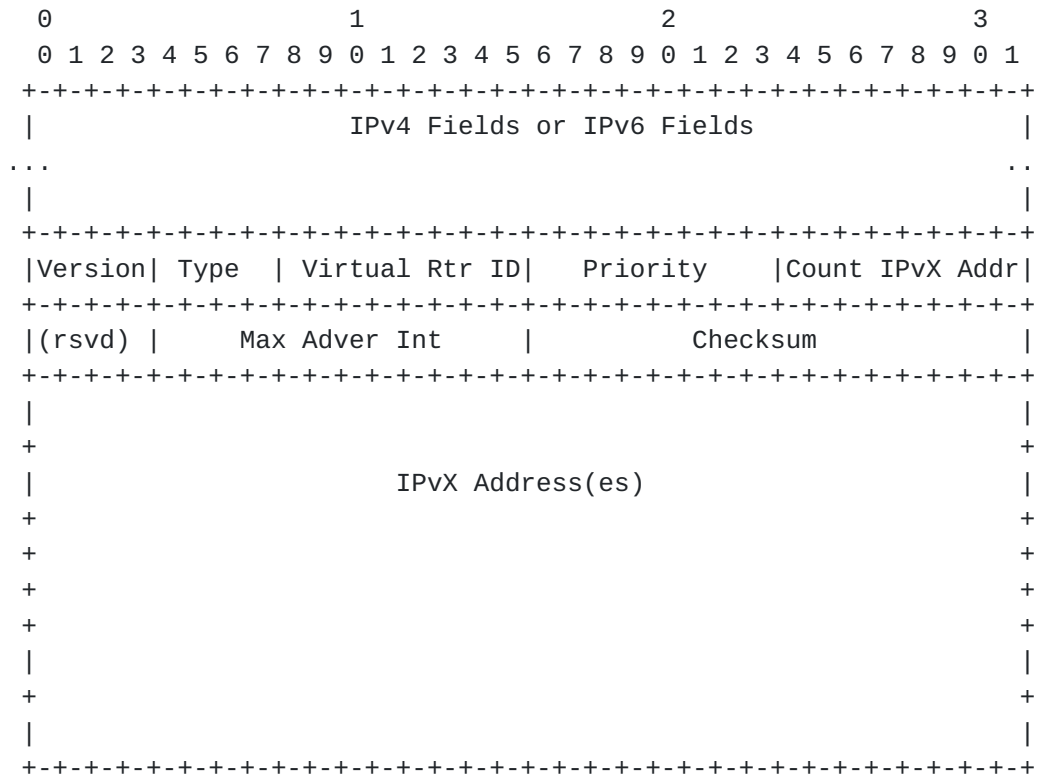 0                   1                   2                   3
0 1 2 3 4 5 6 7 8 9 0 1 2 3 4 5 6 7 8 9 0 1 2 3 4 5 6 7 8 9 0 1
+-+-+-+-+-+-+-+-+-+-+-+-+-+-+-+-+-+-+-+-+-+-+-+-+-+-+-+-+-+-+-+-+
|                    IPv4 Fields or IPv6 Fields                 |
...                                                             ..
|                                                               |
+-+-+-+-+-+-+-+-+-+-+-+-+-+-+-+-+-+-+-+-+-+-+-+-+-+-+-+-+-+-+-+-+
|Version| Type  | Virtual Rtr ID|   Priority    |Count IPvX Addr|
+-+-+-+-+-+-+-+-+-+-+-+-+-+-+-+-+-+-+-+-+-+-+-+-+-+-+-+-+-+-+-+-+
|(rsvd) |     Max Adver Int     |          Checksum             |
+-+-+-+-+-+-+-+-+-+-+-+-+-+-+-+-+-+-+-+-+-+-+-+-+-+-+-+-+-+-+-+-+
|                                                               |
+                                                               +
|                       IPvX Address(es)                        |
+                                                               +
+                                                               +
+                                                               +
+                                                               +
|                                                               |
+                                                               +
|                                                               |
+-+-+-+-+-+-+-+-+-+-+-+-+-+-+-+-+-+-+-+-+-+-+-+-+-+-+-+-+-+-+-+-+